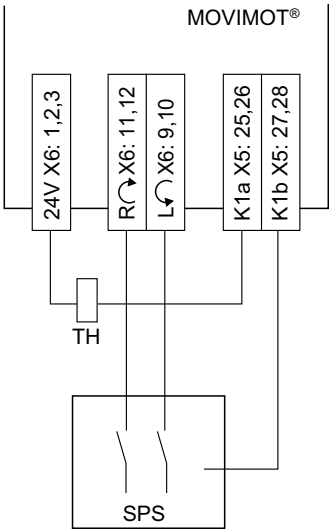 MOVIMOT®
24V X6: 1,2,3
R X6: 11,12
L X6: 9,10
K1a X5: 25,26
K1b X5: 27,28
TH
SPS